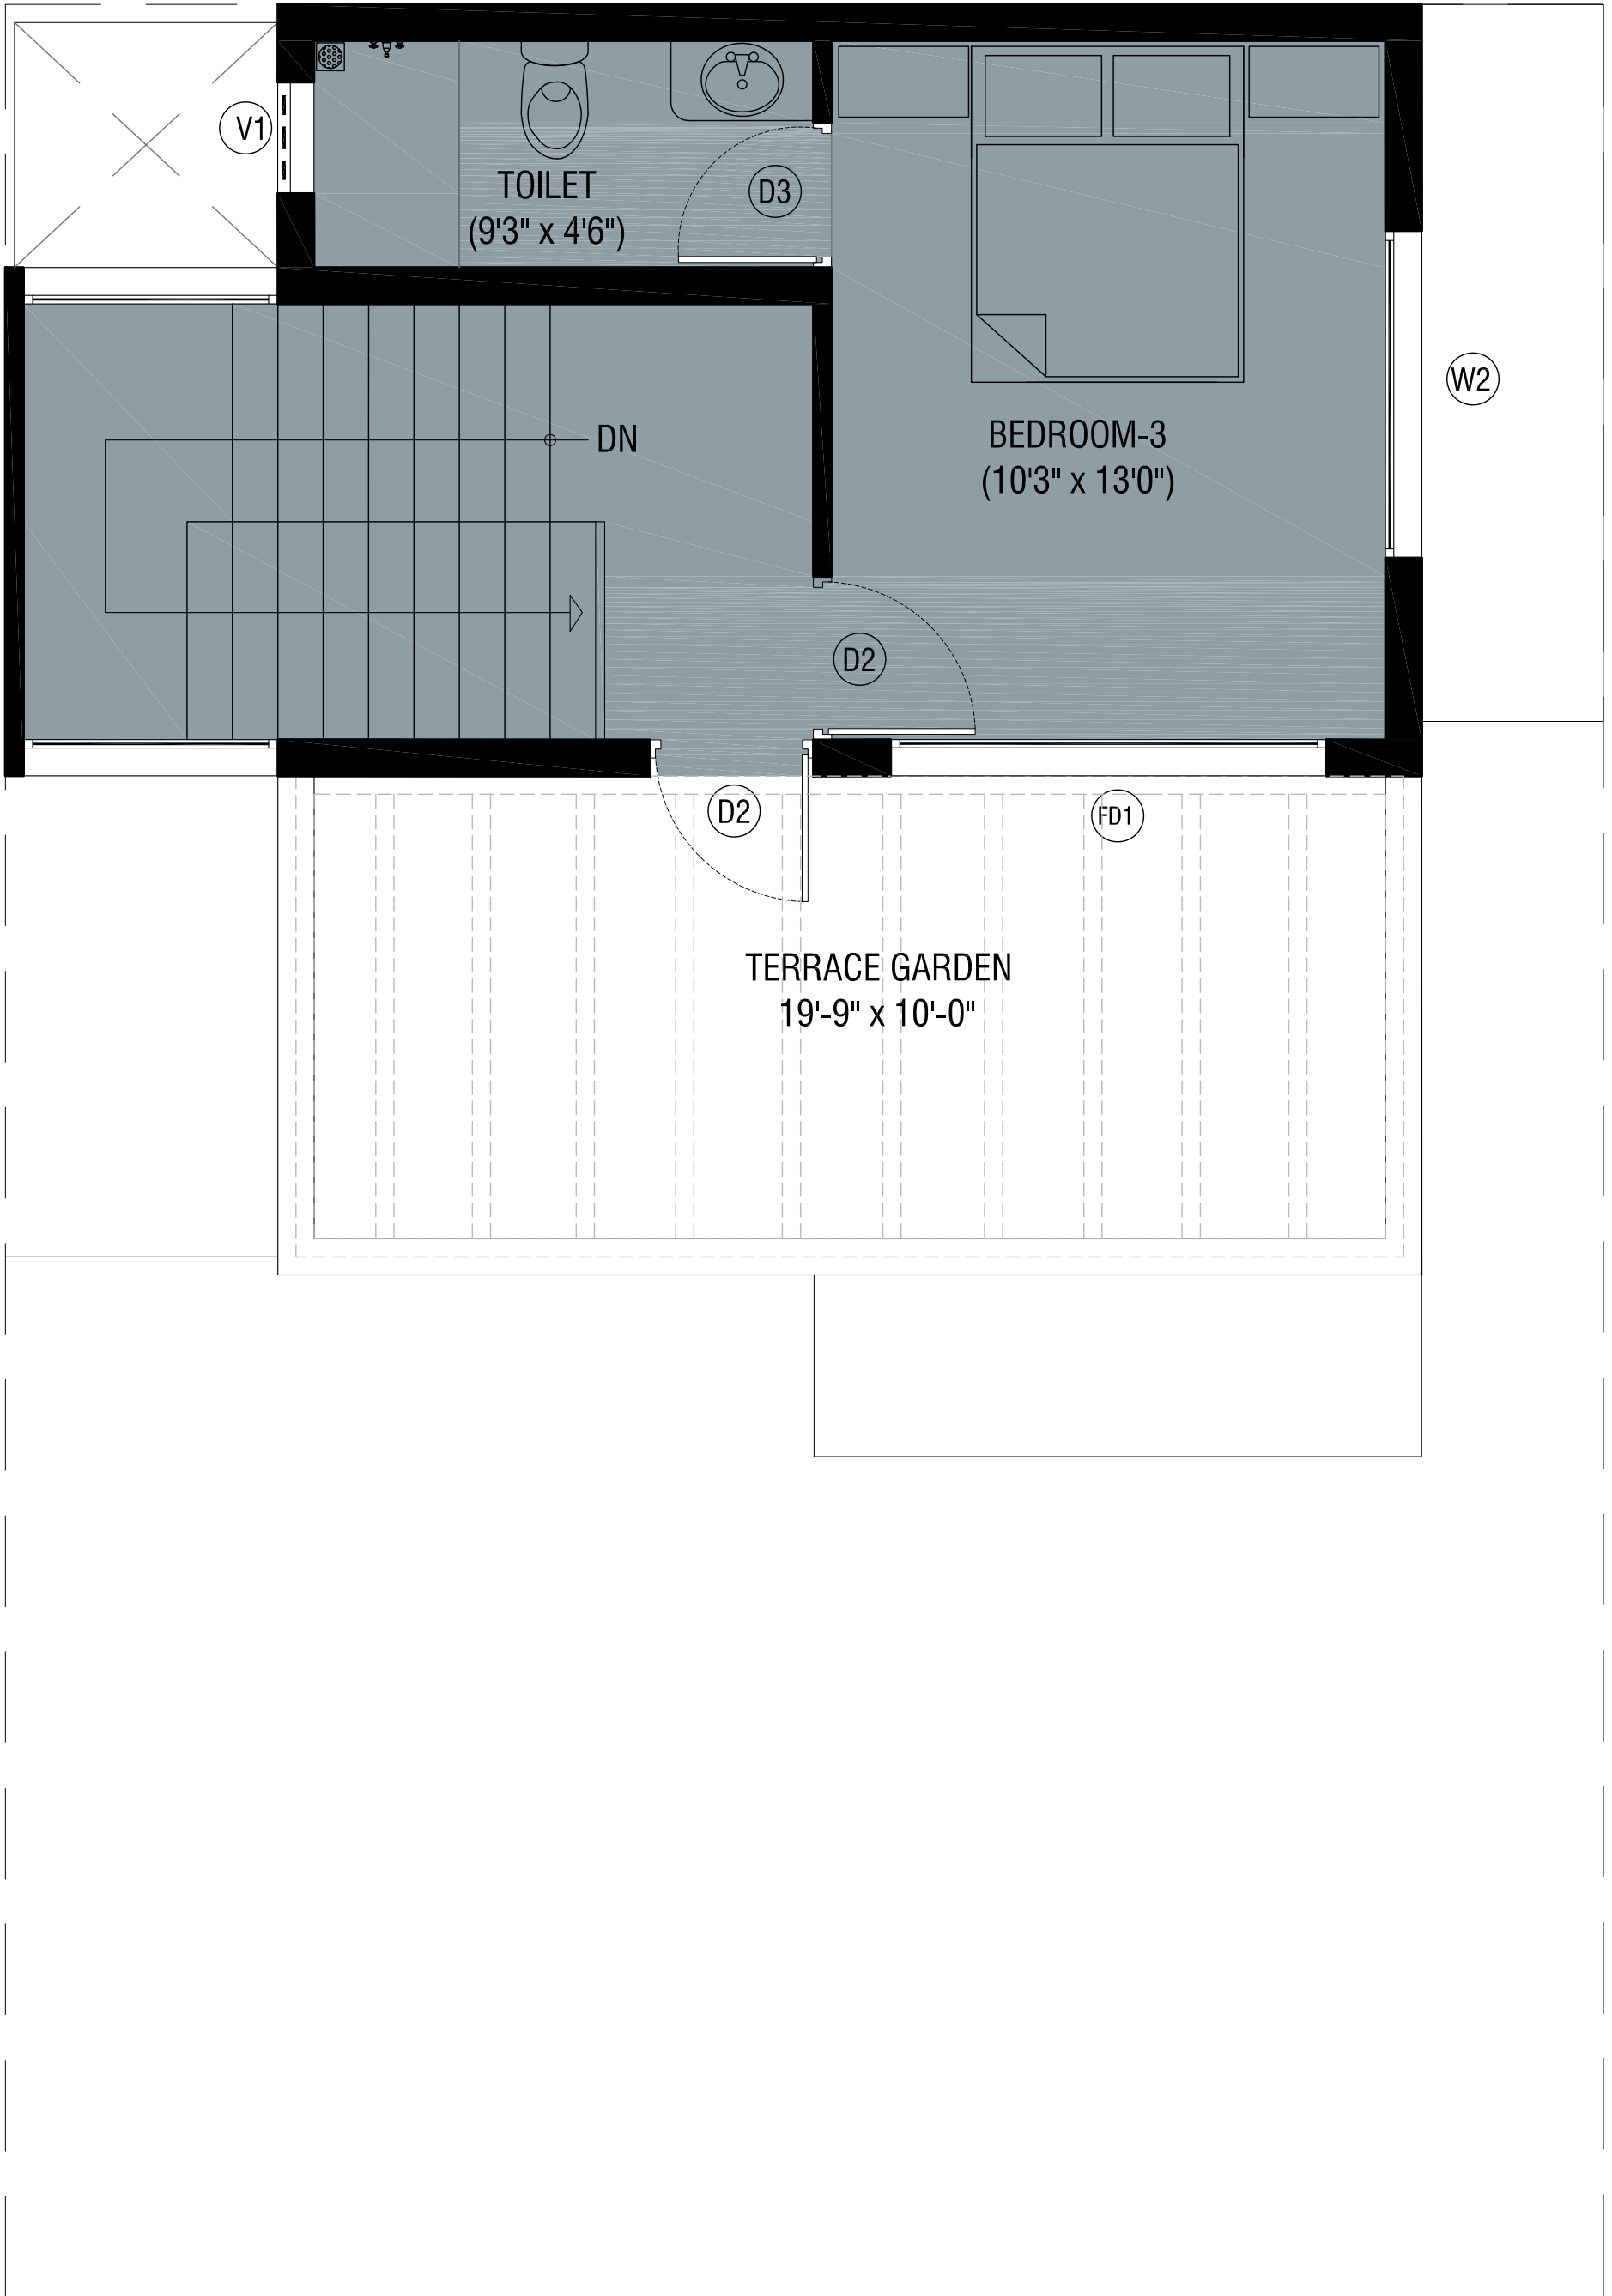 V1
TOILET
(9'3" x 4'6")
D3
W2
DN
BEDROOM-3
(10'3" x 13'0")
D2
D2
FD1
TERRACE GARDEN
19'-9" x 10'-0"